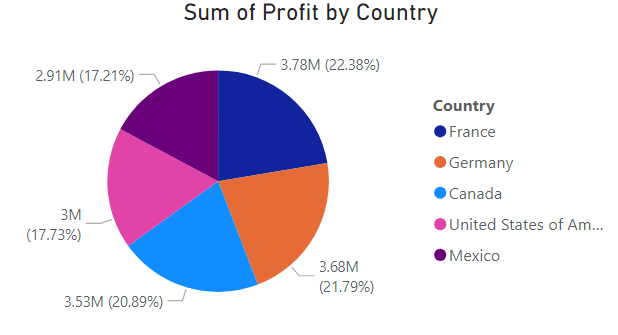 Sum of Profit by Country
2.91M (17.21%)
3.78M (22.38%)
3M
(17.73%)
3.68M
(21.79%)
3.53M (20.89%)
Country
France
Germany
Canada
United States of Am...
Mexico